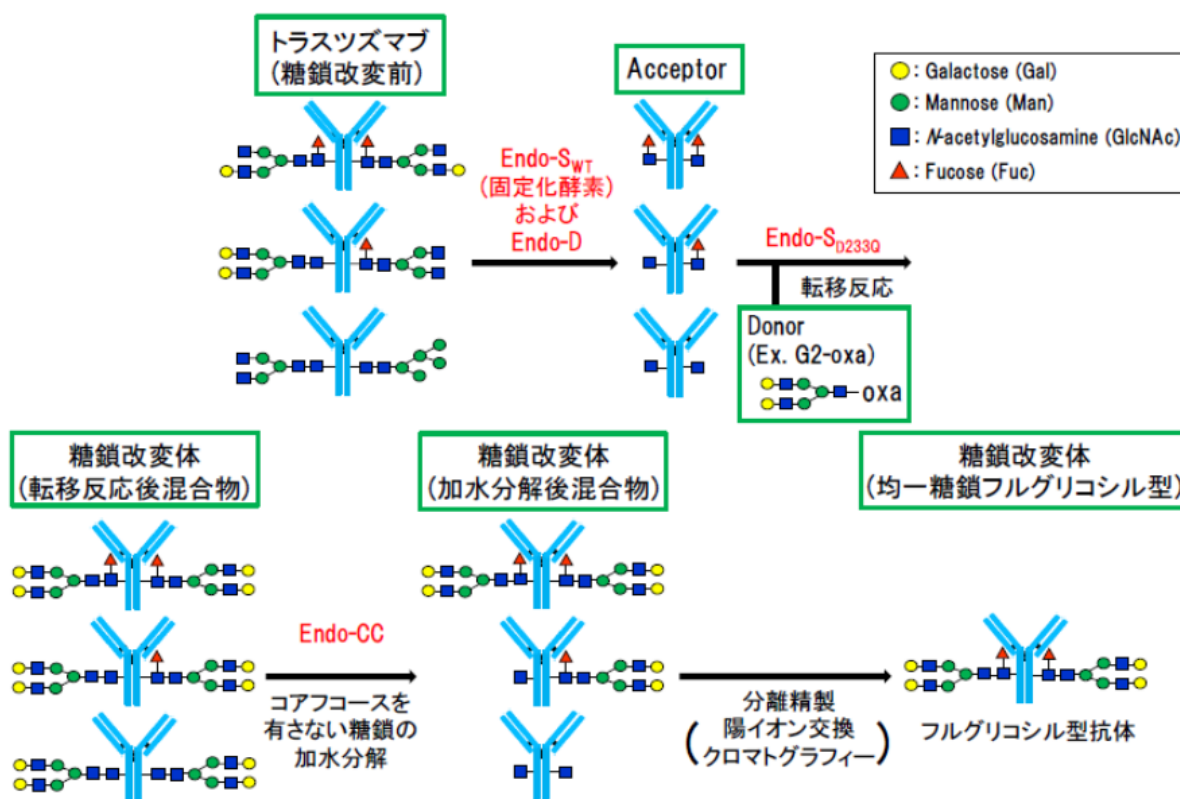 トラスツズマブ
(糖鎖改変前)
Acceptor
: Galactose (Gal)
: Mannose (Man)
: N-acetylglucosamine (GlcNAc)
: Fucose (Fuc)
Endo-SWT
(固定化酵素)
および
Endo-D
Endo-SD233Q
転移反応
Donor
(Ex. G2-oxa)
oxa
糖鎖改変体
(転移反応後混合物)
糖鎖改変体
(加水分解後混合物)
糖鎖改変体
(均一糖鎖フルグリコシル型)
Endo-CC
コアフコースを
有さない糖鎖の
加水分解
分離精製
(陽イオン交換
クロマトグラフィー)
フルグリコシル型抗体